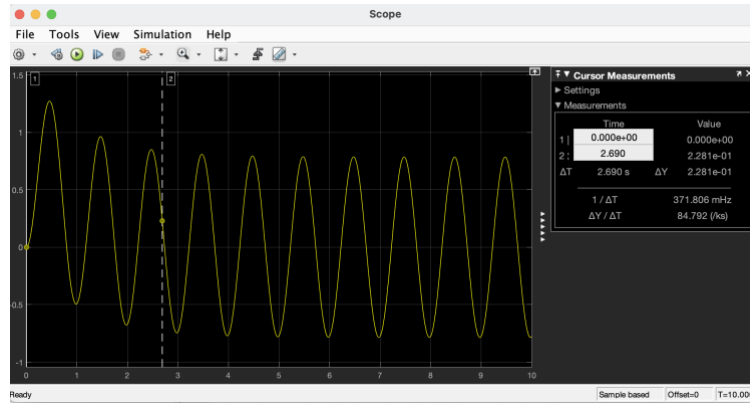 Scope
File Tools View Simulation Help
1.5
1
0.5
0
-0.5
-1
0 1 2 3 4 5 6 7 8 9 10
1
2
Cursor Measurements
Settings
Measurements
Time Value
1 | 0.000e+00 0.000e+00
2 : 2.690 2.281e-01
ΔT 2.690 s ΔY 2.281e-01
1 / ΔT 371.806 mHz
ΔY / ΔT 84.792 (/ks)
Ready
Sample based Offset=0 T=10.00